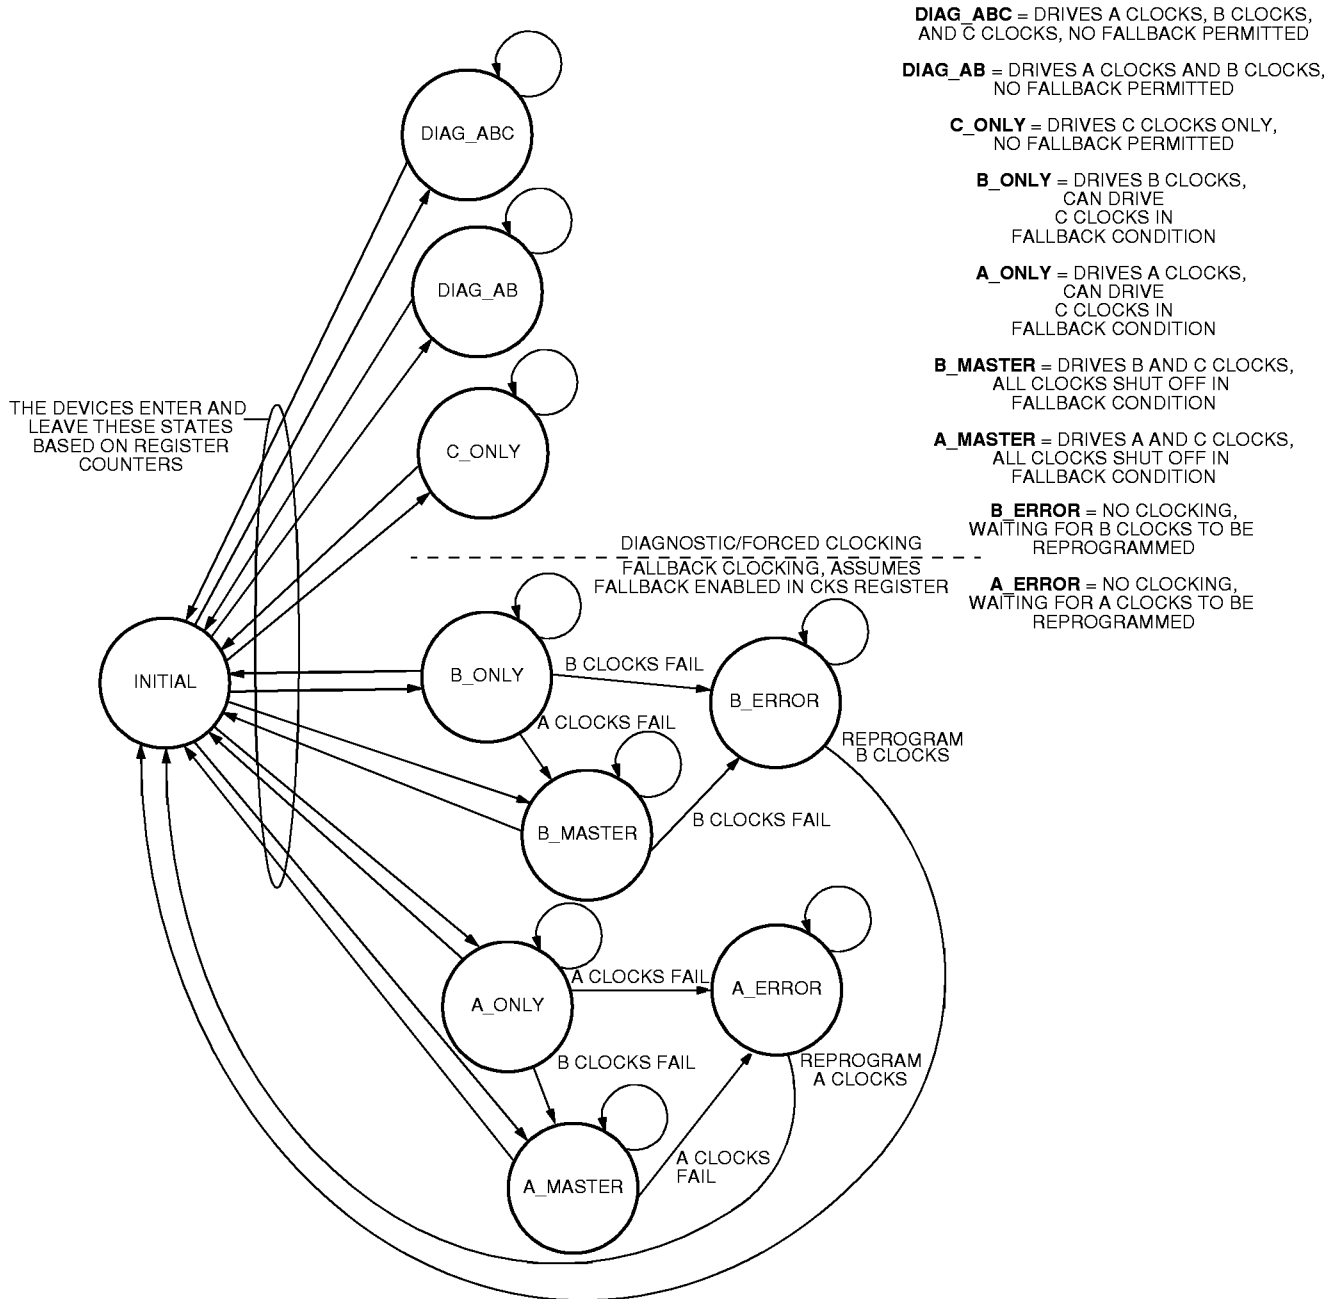 DIAG_ABC = DRIVES A CLOCKS, B CLOCKS,
AND C CLOCKS, NO FALLBACK PERMITTED
DIAG_AB = DRIVES A CLOCKS AND B CLOCKS,
NO FALLBACK PERMITTED
C_ONLY = DRIVES C CLOCKS ONLY,
NO FALLBACK PERMITTED
B_ONLY = DRIVES B CLOCKS,
CAN DRIVE
C CLOCKS IN
FALLBACK CONDITION
A_ONLY = DRIVES A CLOCKS,
CAN DRIVE
C CLOCKS IN
FALLBACK CONDITION
B_MASTER = DRIVES B AND C CLOCKS,
ALL CLOCKS SHUT OFF IN
FALLBACK CONDITION
A_MASTER = DRIVES A AND C CLOCKS,
ALL CLOCKS SHUT OFF IN
FALLBACK CONDITION
B_ERROR = NO CLOCKING,
WAITING FOR B CLOCKS TO BE
REPROGRAMMED
A_ERROR = NO CLOCKING,
WAITING FOR A CLOCKS TO BE
REPROGRAMMED
DIAG_ABC
DIAG_AB
C_ONLY
THE DEVICES ENTER AND
LEAVE THESE STATES
BASED ON REGISTER
COUNTERS
DIAGNOSTIC/FORCED CLOCKING
FALLBACK CLOCKING, ASSUMES
FALLBACK ENABLED IN CKS REGISTER
INITIAL
B_ONLY
B CLOCKS FAIL
B_ERROR
A CLOCKS FAIL
REPROGRAM
B CLOCKS
B_MASTER
B CLOCKS FAIL
A_ONLY
A CLOCKS FAIL
A_ERROR
B CLOCKS FAIL
REPROGRAM
A CLOCKS
A_MASTER
A CLOCKS
FAIL